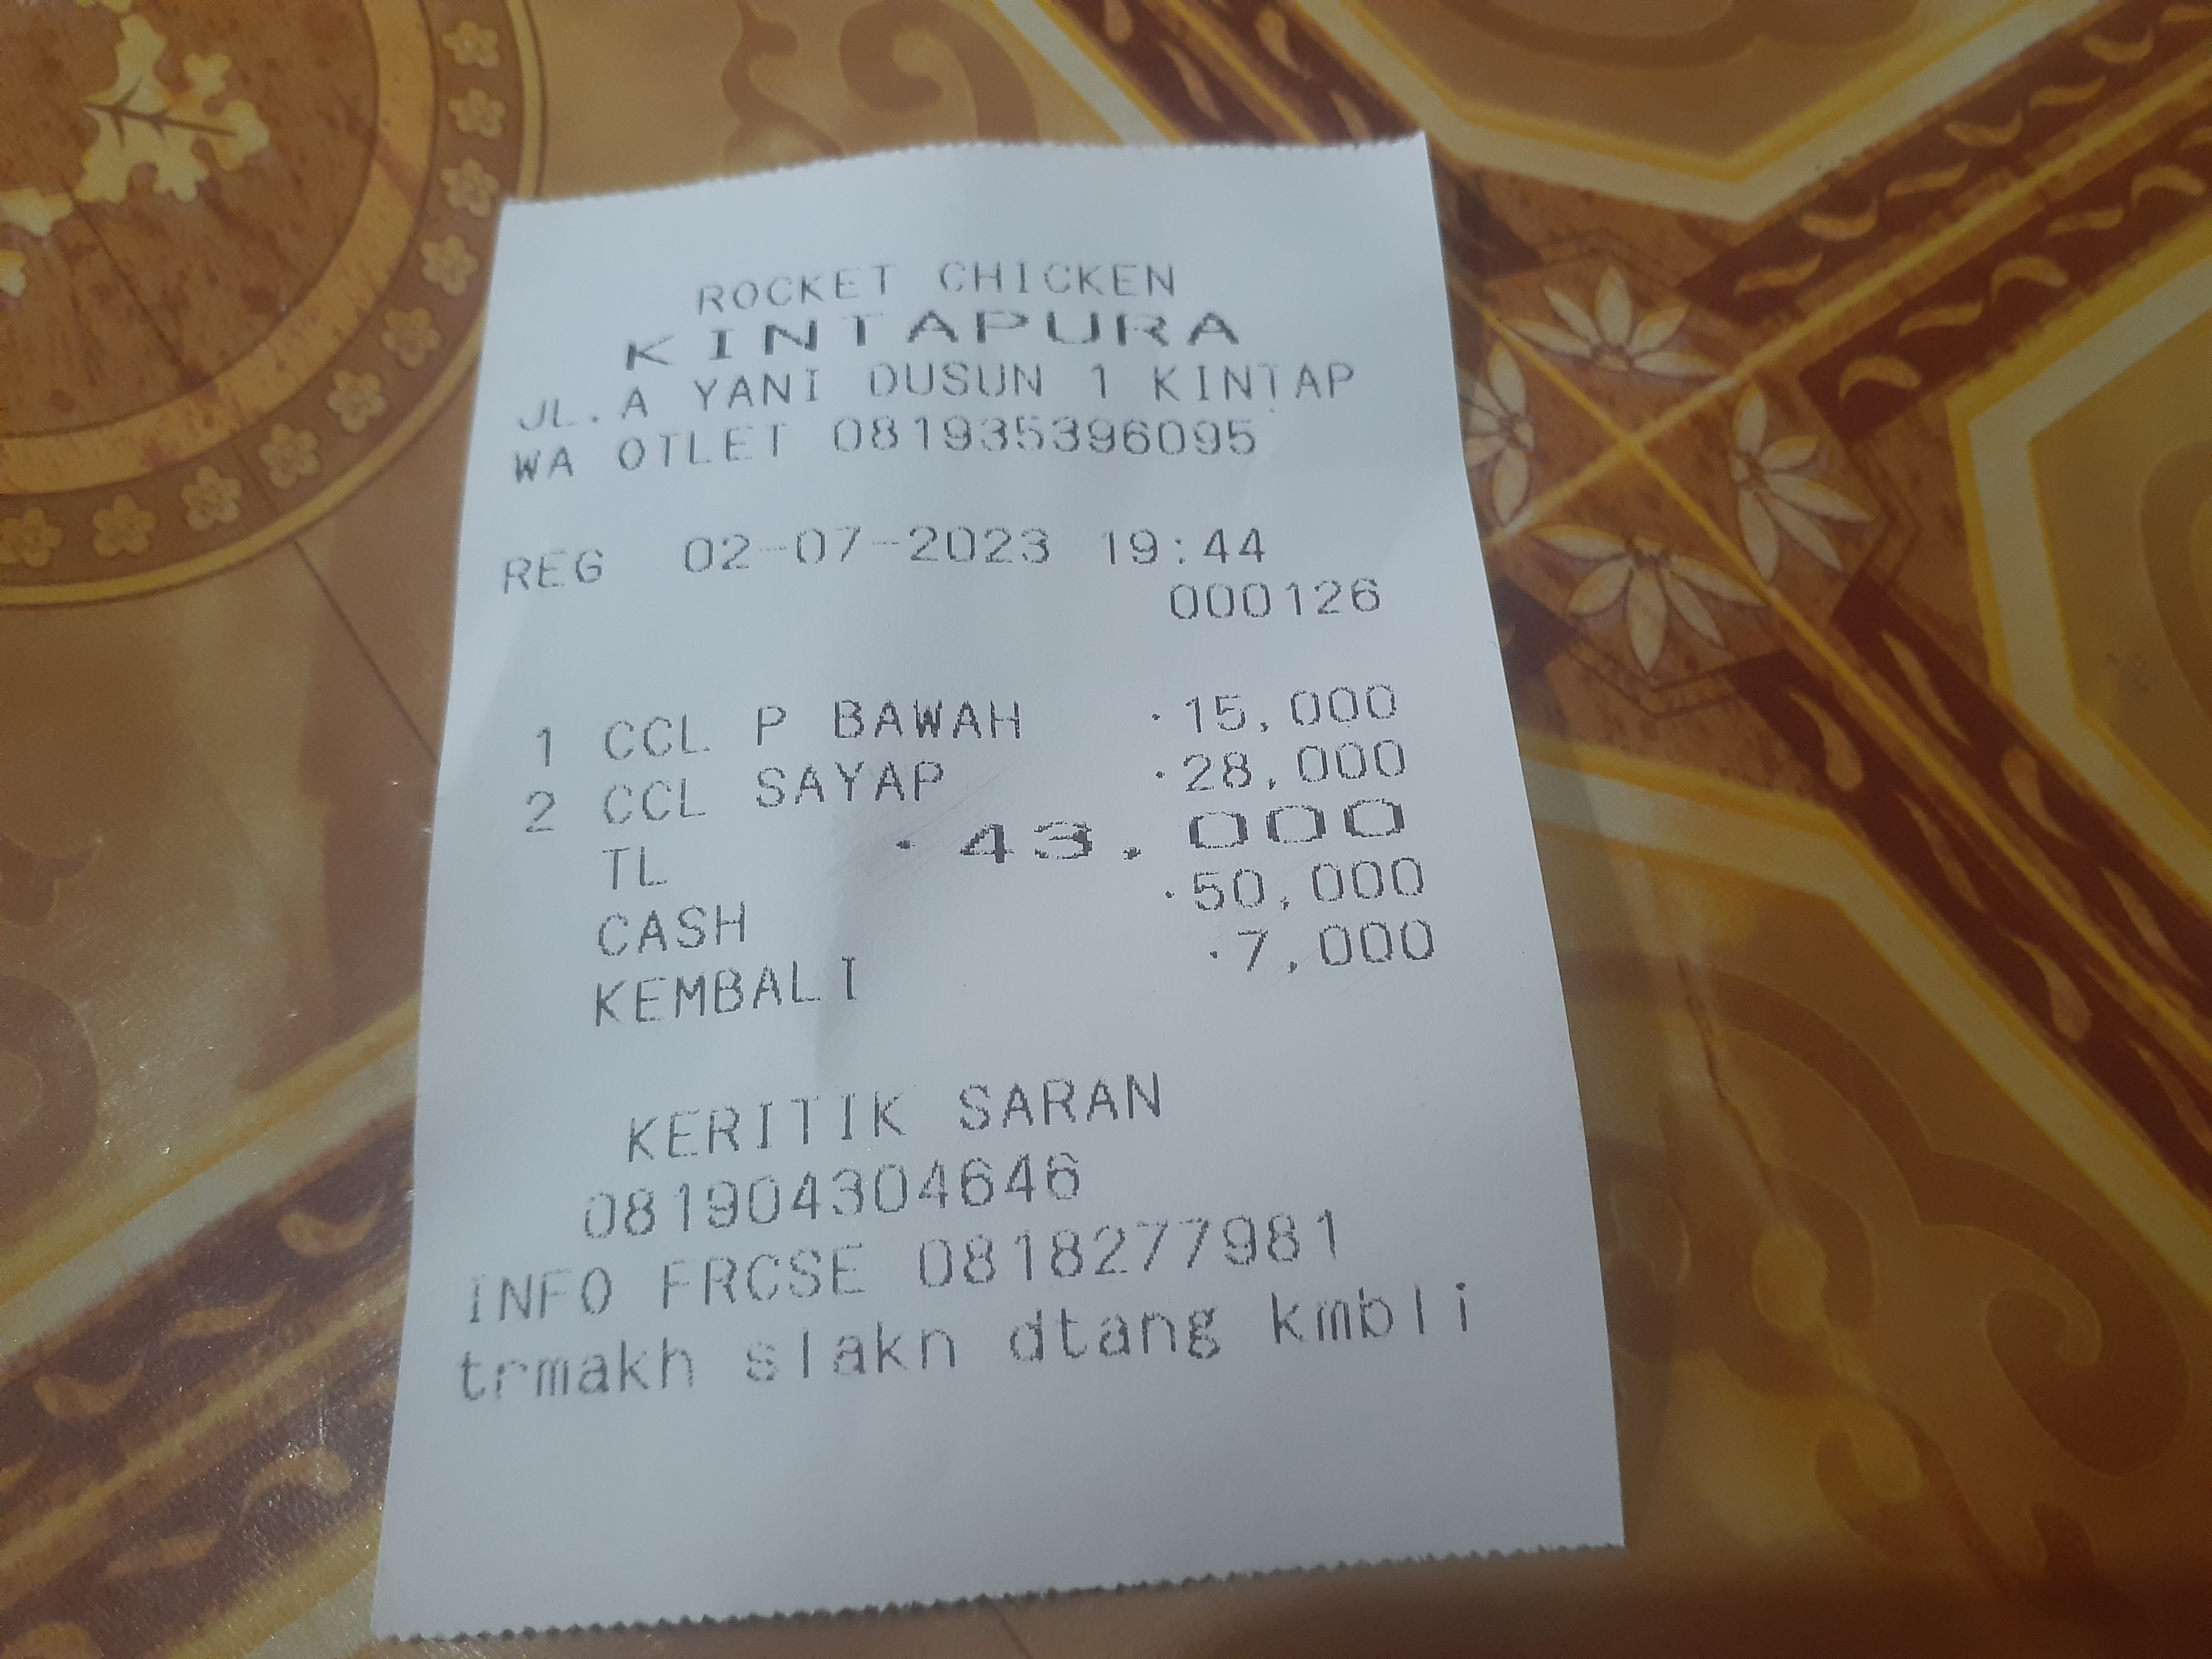 ROCKET CHICKEN
KINTAPURA
JL.A YANI DUSUN 1 KINTAP
WA OTLET 081935396095
REG 02-07-2023 19:44
000126
1 CCL P BAWAH ·15,000
2 CCL SAYAP ·28,000
TL ·43,000
CASH ·50,000
KEMBALI ·7,000
KERITIK SARAN
081904304646
INFO FRCSE 0818277981
trmakh slakn dtang kmbli